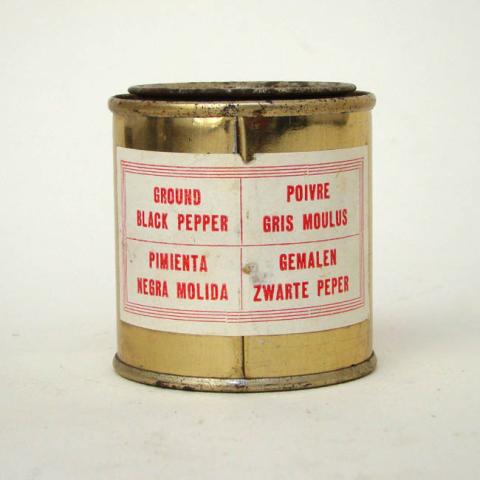 GROUND
BLACK PEPPER
POIVRE
GRIS MOULUS
PIMIENTA
NEGRA MOLIDA
GEMALEN
ZWARTE PEPER